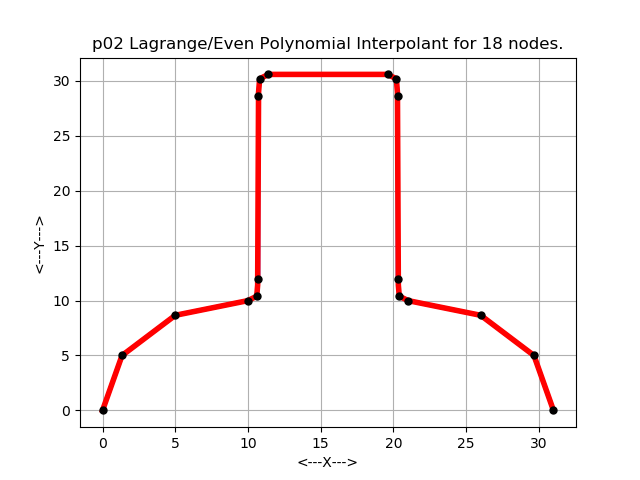 p02 Lagrange/Even Polynomial Interpolant for 18 nodes.
30
25
20
15
10
5
0
<---Y--->
0 5 10 15 20 25 30
<---X--->